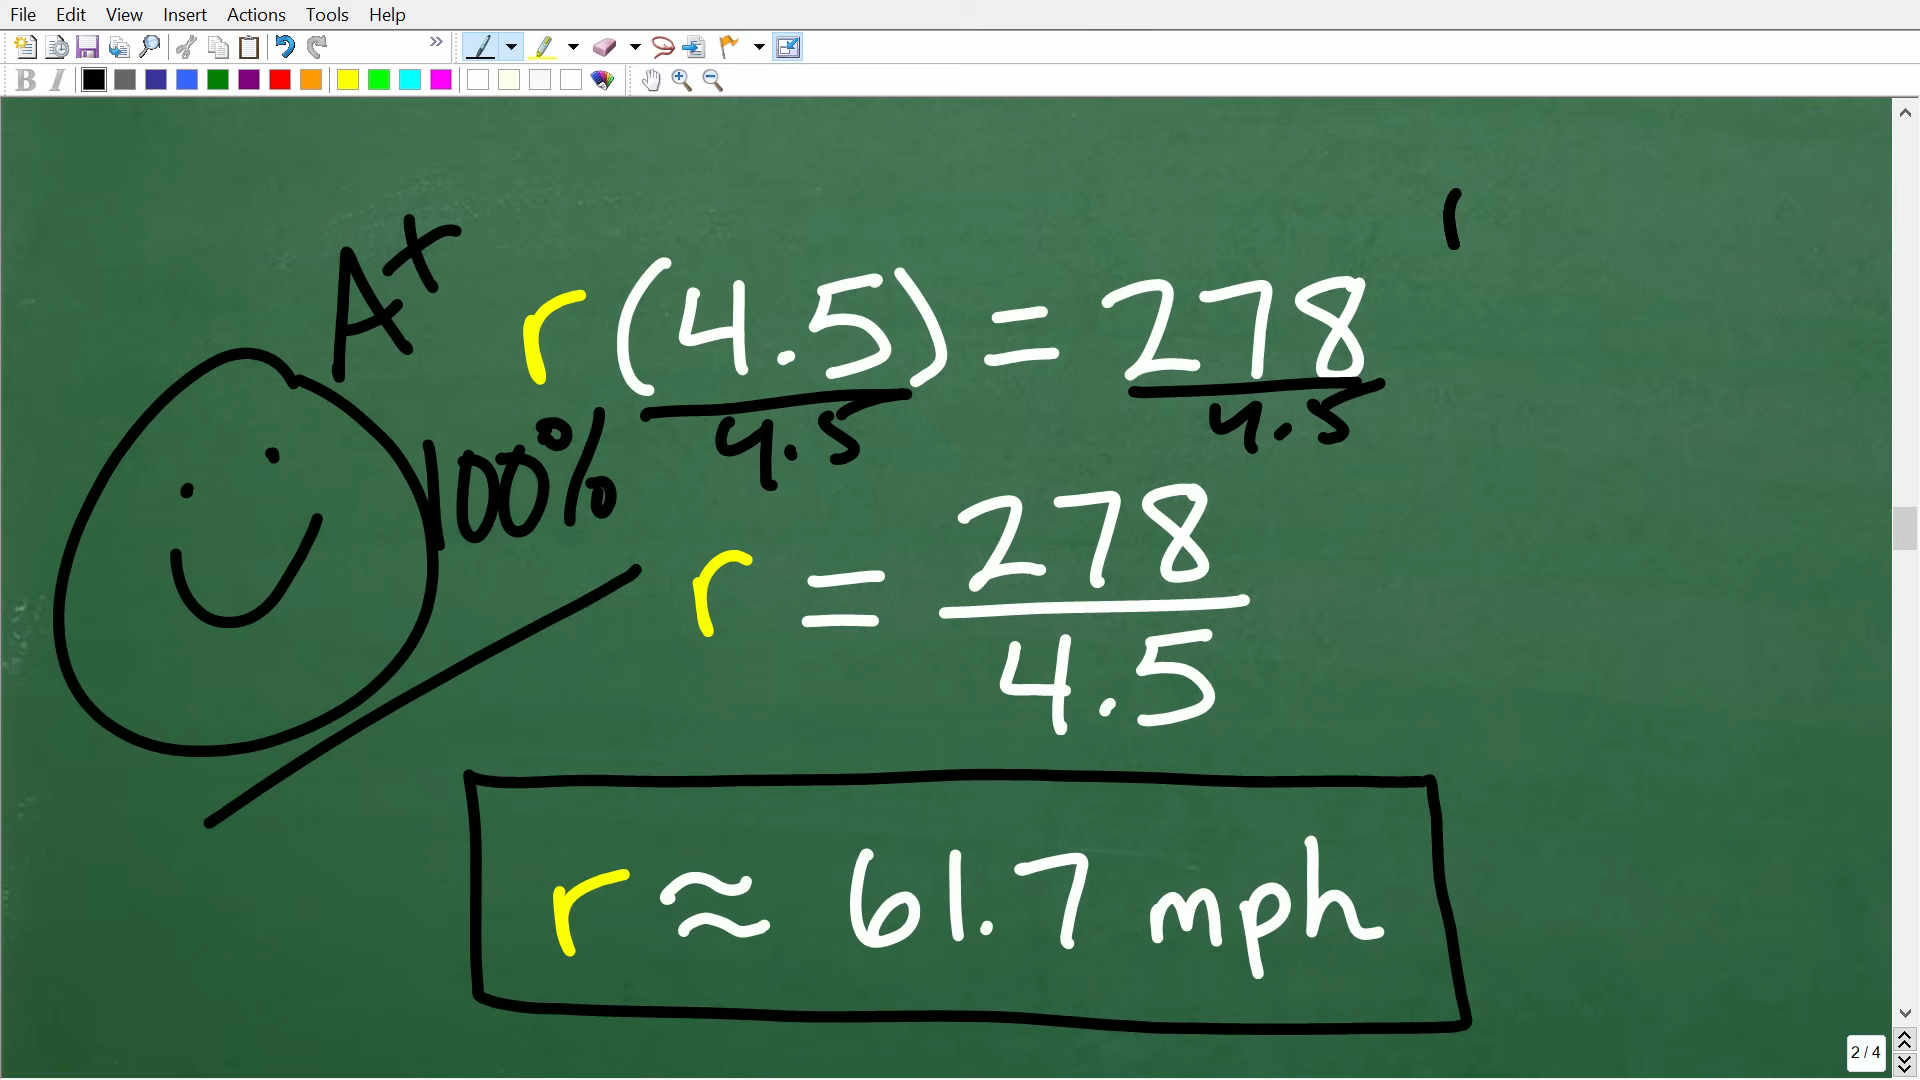 File Edit View Insert Actions Tools Help
B I
A+
r(4.5) = 278
4.5 4.5
100%
r = 278
4.5
r ≈ 61.7 mph
2 / 4